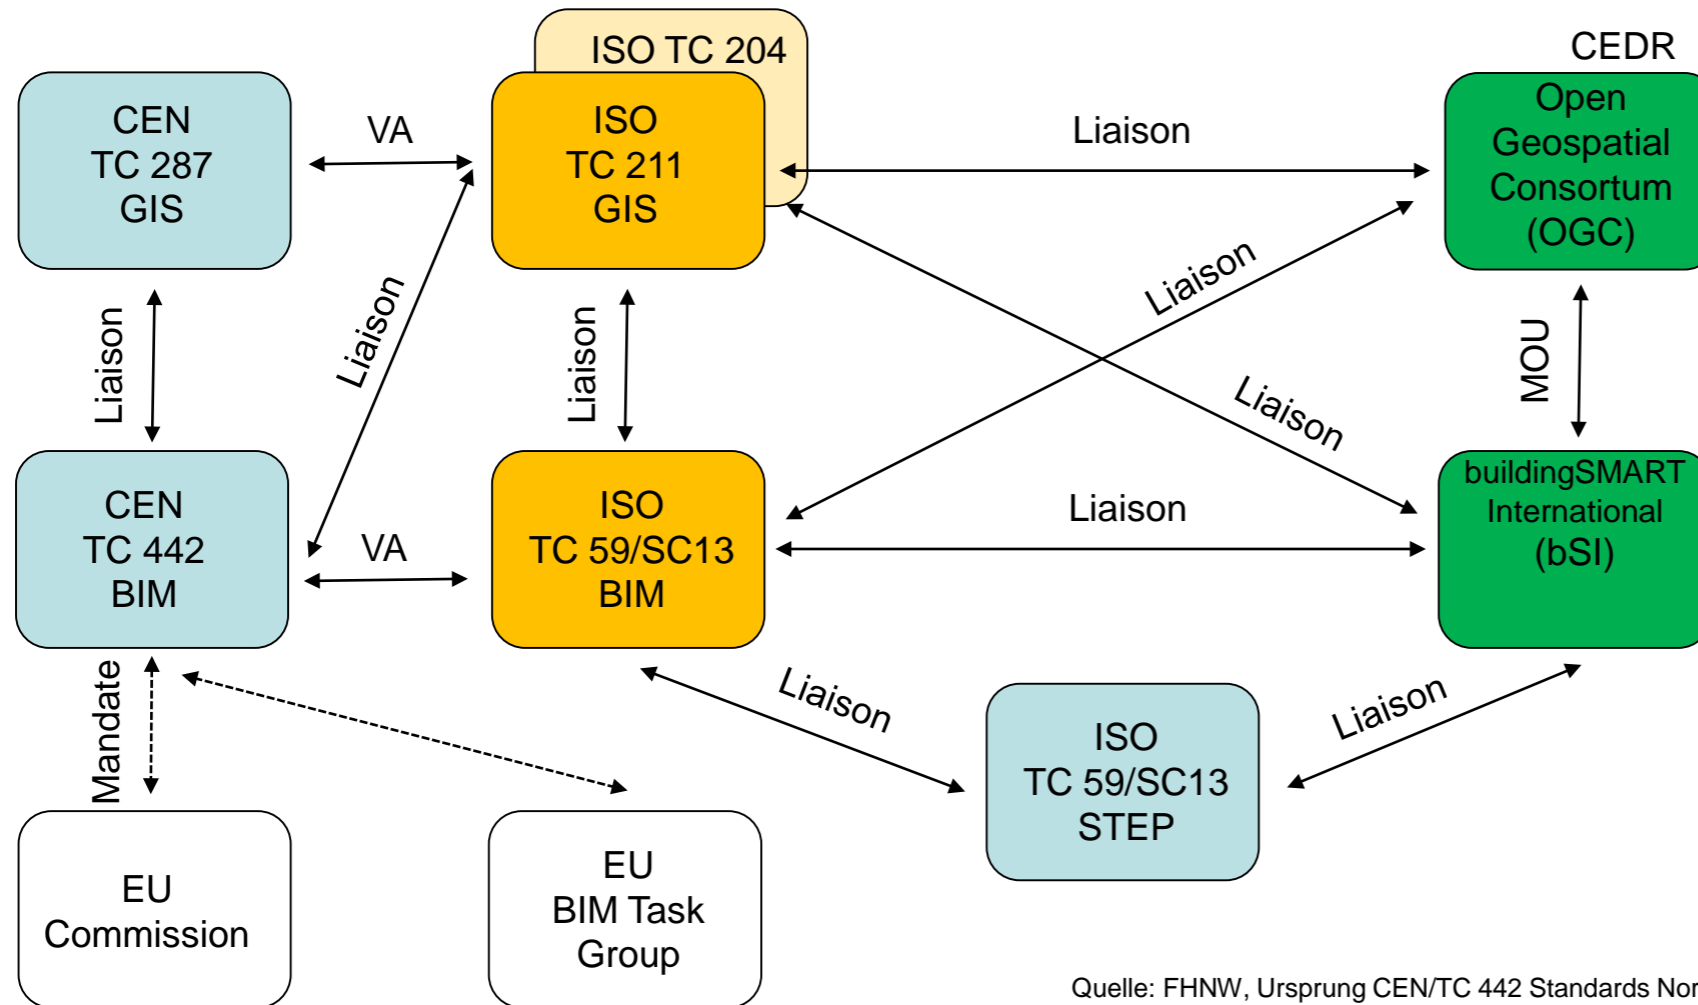 ISO TC 204
CEDR
CEN
TC 287
GIS
VA
ISO
TC 211
GIS
Liaison
Open
Geospatial
Consortum
(OGC)
Liaison
Liaison
Liaison
Liaison
Liaison
MOU
CEN
TC 442
BIM
VA
ISO
TC 59/SC13
BIM
Liaison
buildingSMART
International
(bSI)
Mandate
Liaison
Liaison
ISO
TC 59/SC13
STEP
EU
Commission
EU
BIM Task
Group
Quelle: FHNW, Ursprung CEN/TC 442 Standards Nor